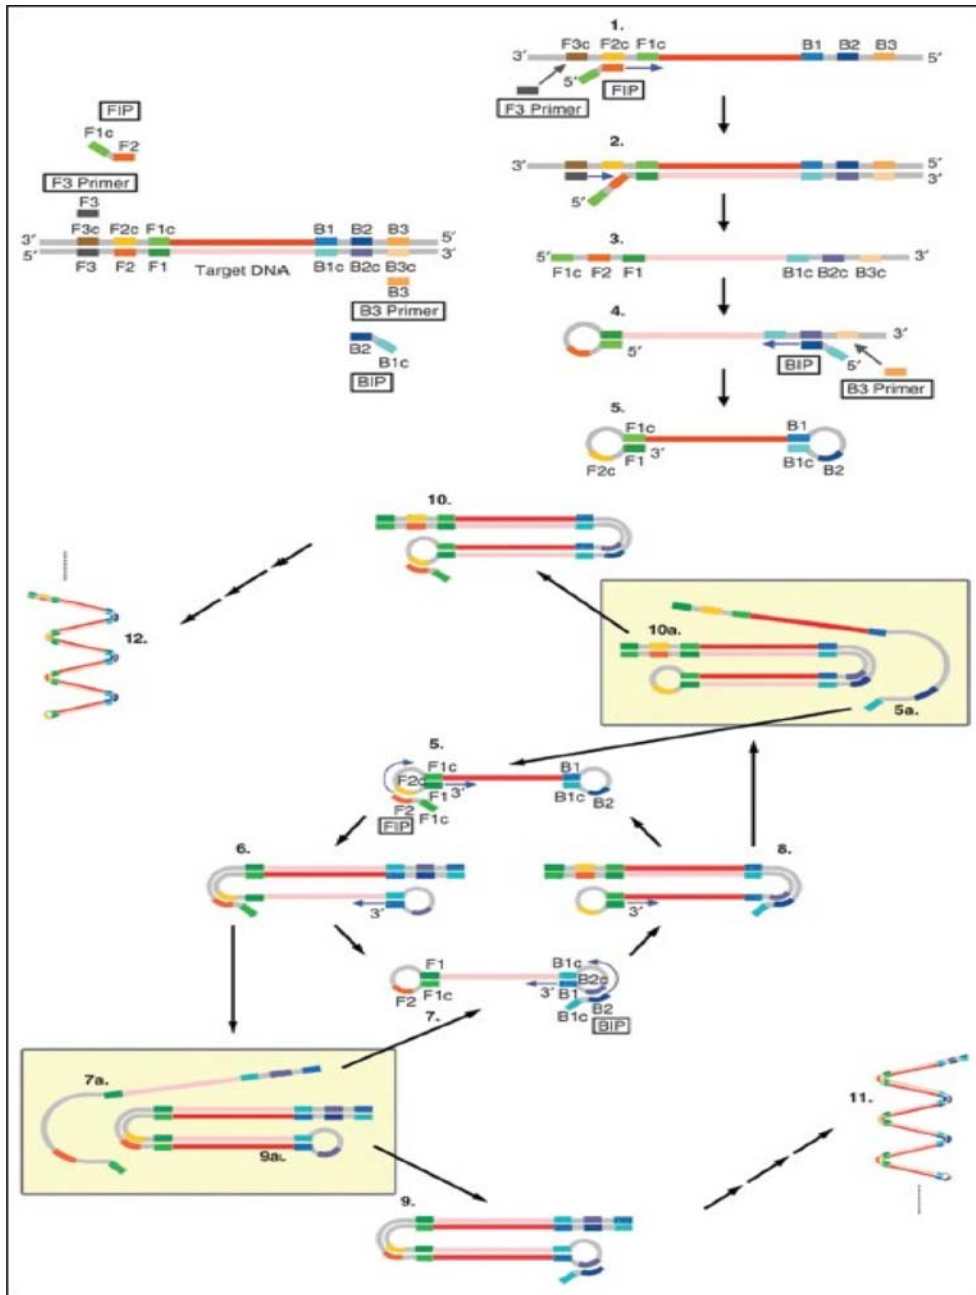 1.
F3c F2c F1c B1 B2 B3
3′ 5′
5′
FIP
F3 Primer
2.
3′ 5′
3′
5′
3.
5′ 3′
F1c F2 F1 B1c B2c B3c
4.
5′ 3′
BIP 5′
B3 Primer
5.
F1c B1
F1 3′ B1c
F2c B2
FIP
F1c
F2
F3 Primer
F3
F3c F2c F1c B1 B2 B3
3′ 5′
5′ 3′
F3 F2 F1 Target DNA B1c B2c B3c
B3
B3 Primer
B2
B1c
BIP
10.
12.
10a.
5a.
5.
F1c B1
F2c
F1 3′ B1c B2
F2 F1c
FIP
6.
3′
8.
3′
F1 B1c
B2c
F2 F1c 3′ B1
B1c B2
BIP
7.
7a.
9a.
9.
11.